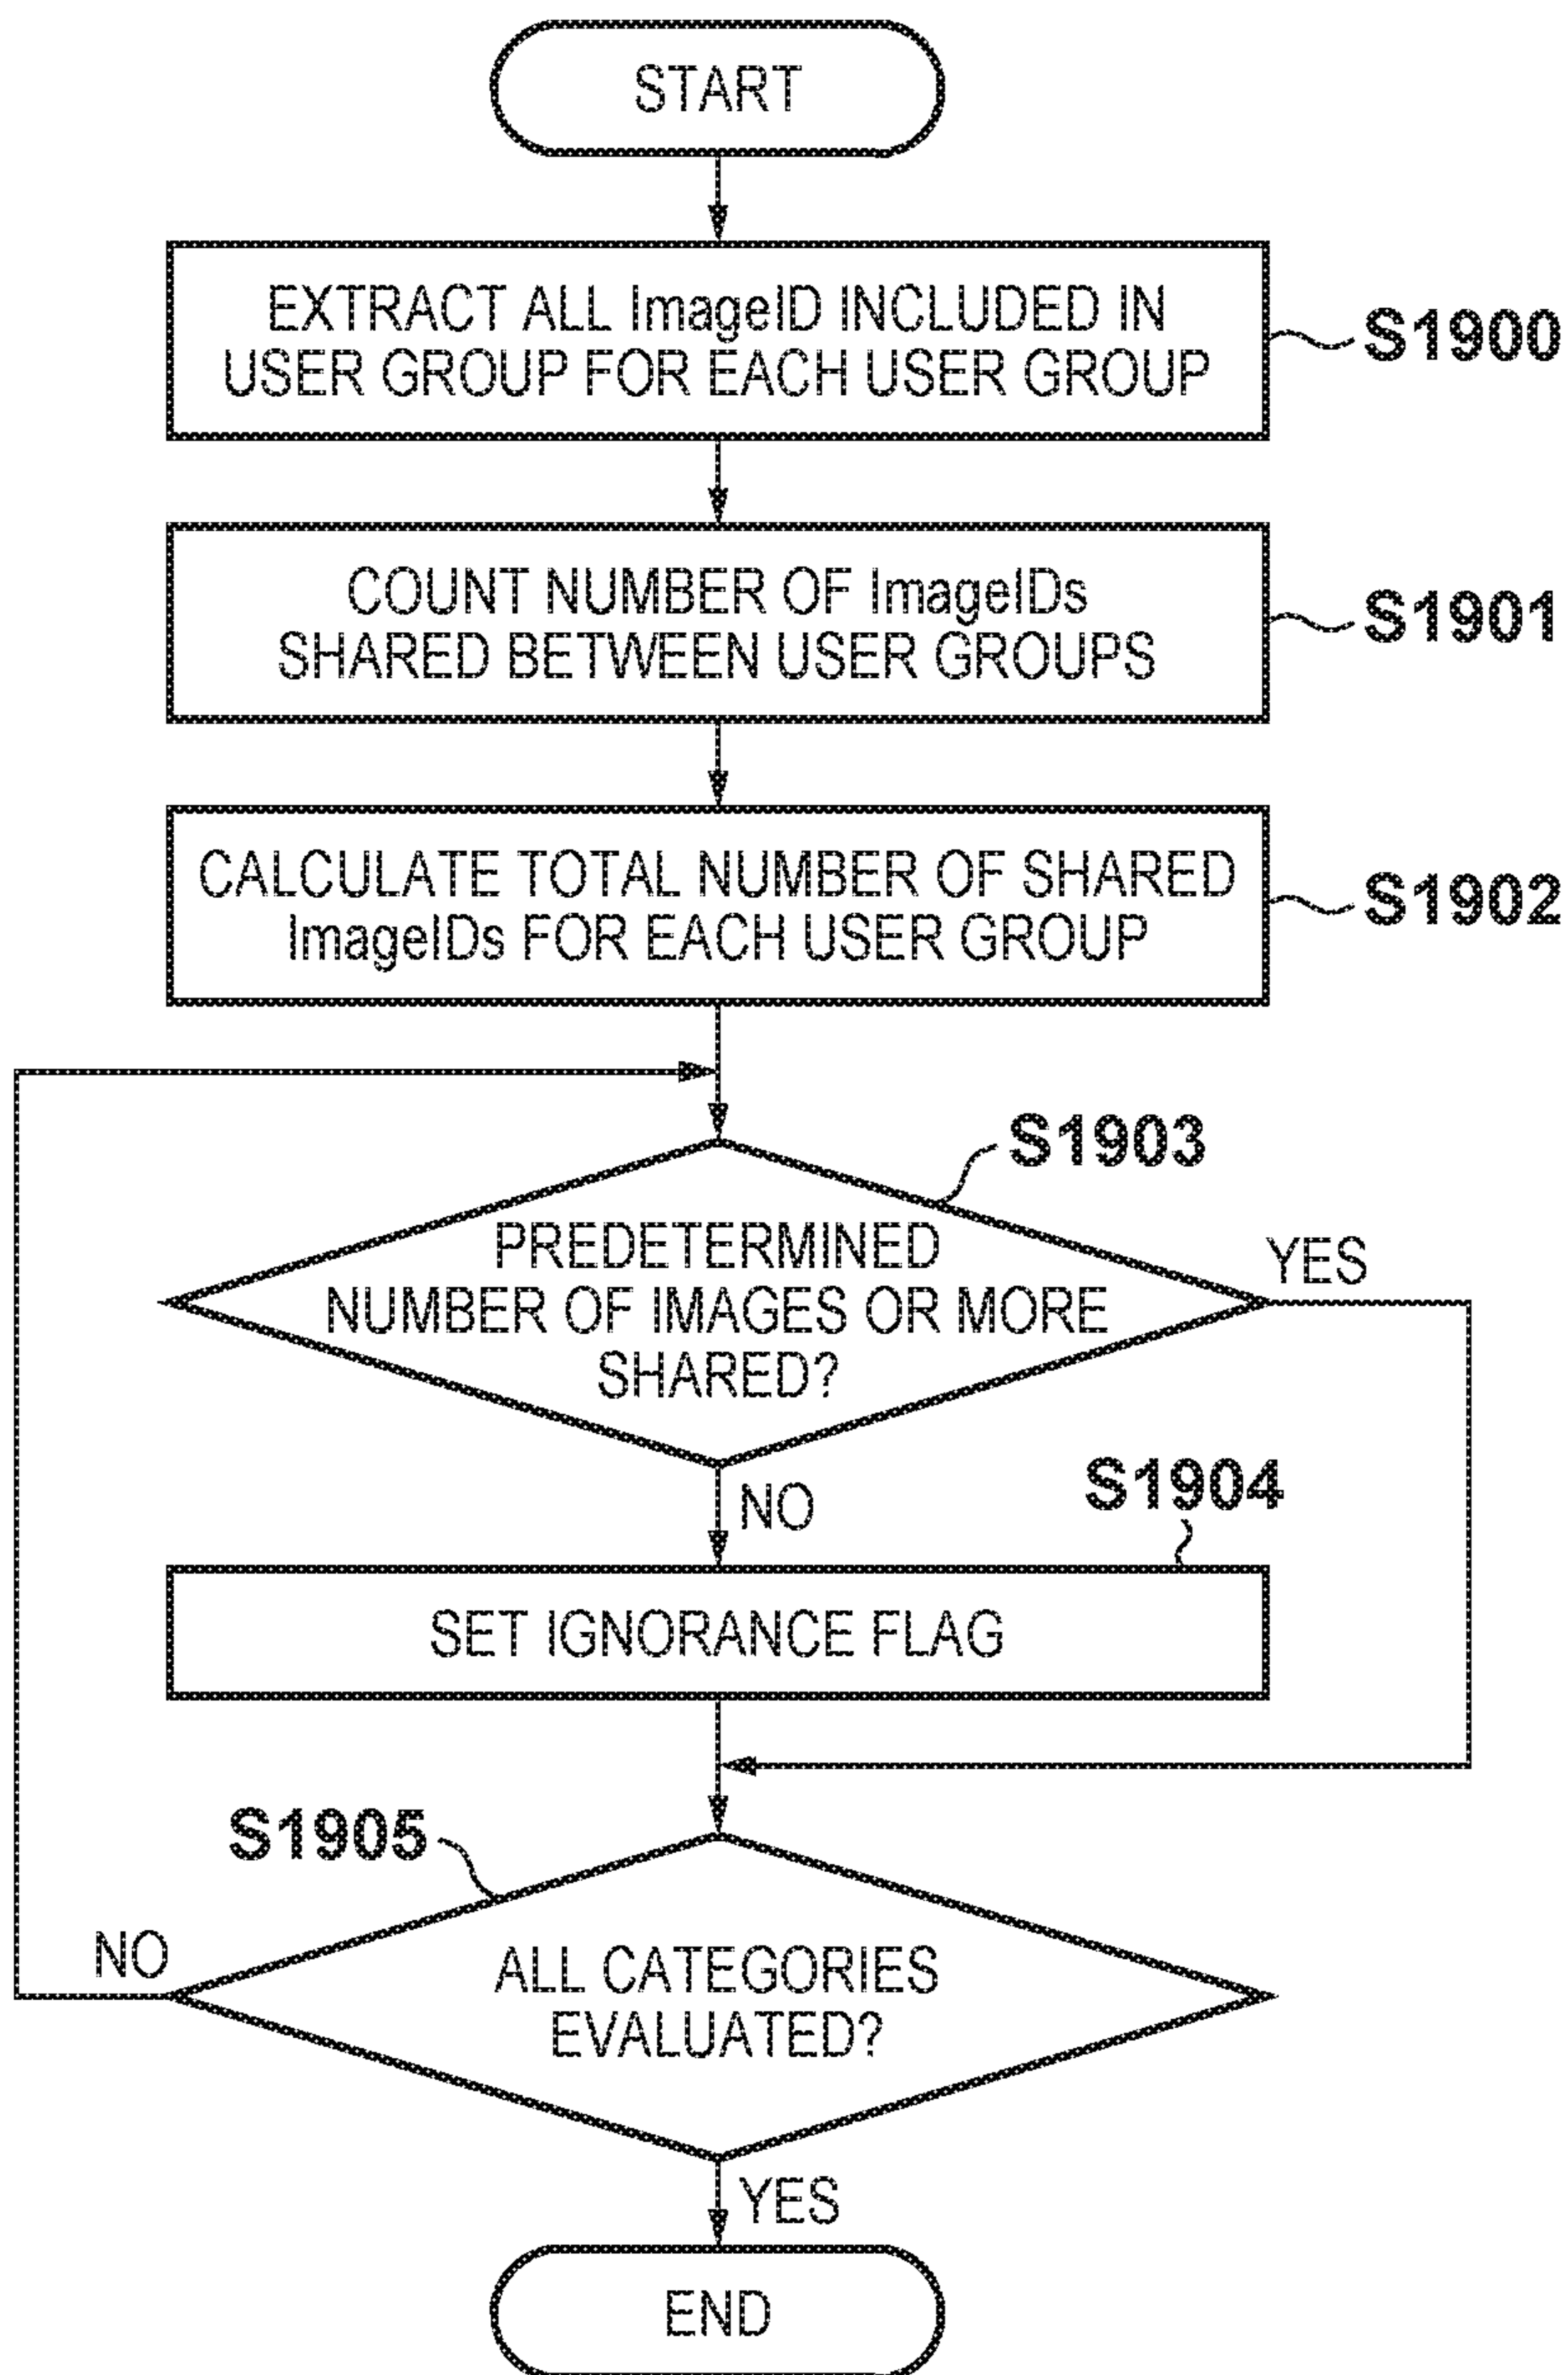 START
EXTRACT ALL ImageID INCLUDED IN
USER GROUP FOR EACH USER GROUP
S1900
COUNT NUMBER OF ImageIDs
SHARED BETWEEN USER GROUPS
S1901
CALCULATE TOTAL NUMBER OF SHARED
ImageIDs FOR EACH USER GROUP
S1902
S1903
PREDETERMINED
NUMBER OF IMAGES OR MORE
SHARED?
YES
NO
S1904
SET IGNORANCE FLAG
S1905
NO
ALL CATEGORIES
EVALUATED?
YES
END